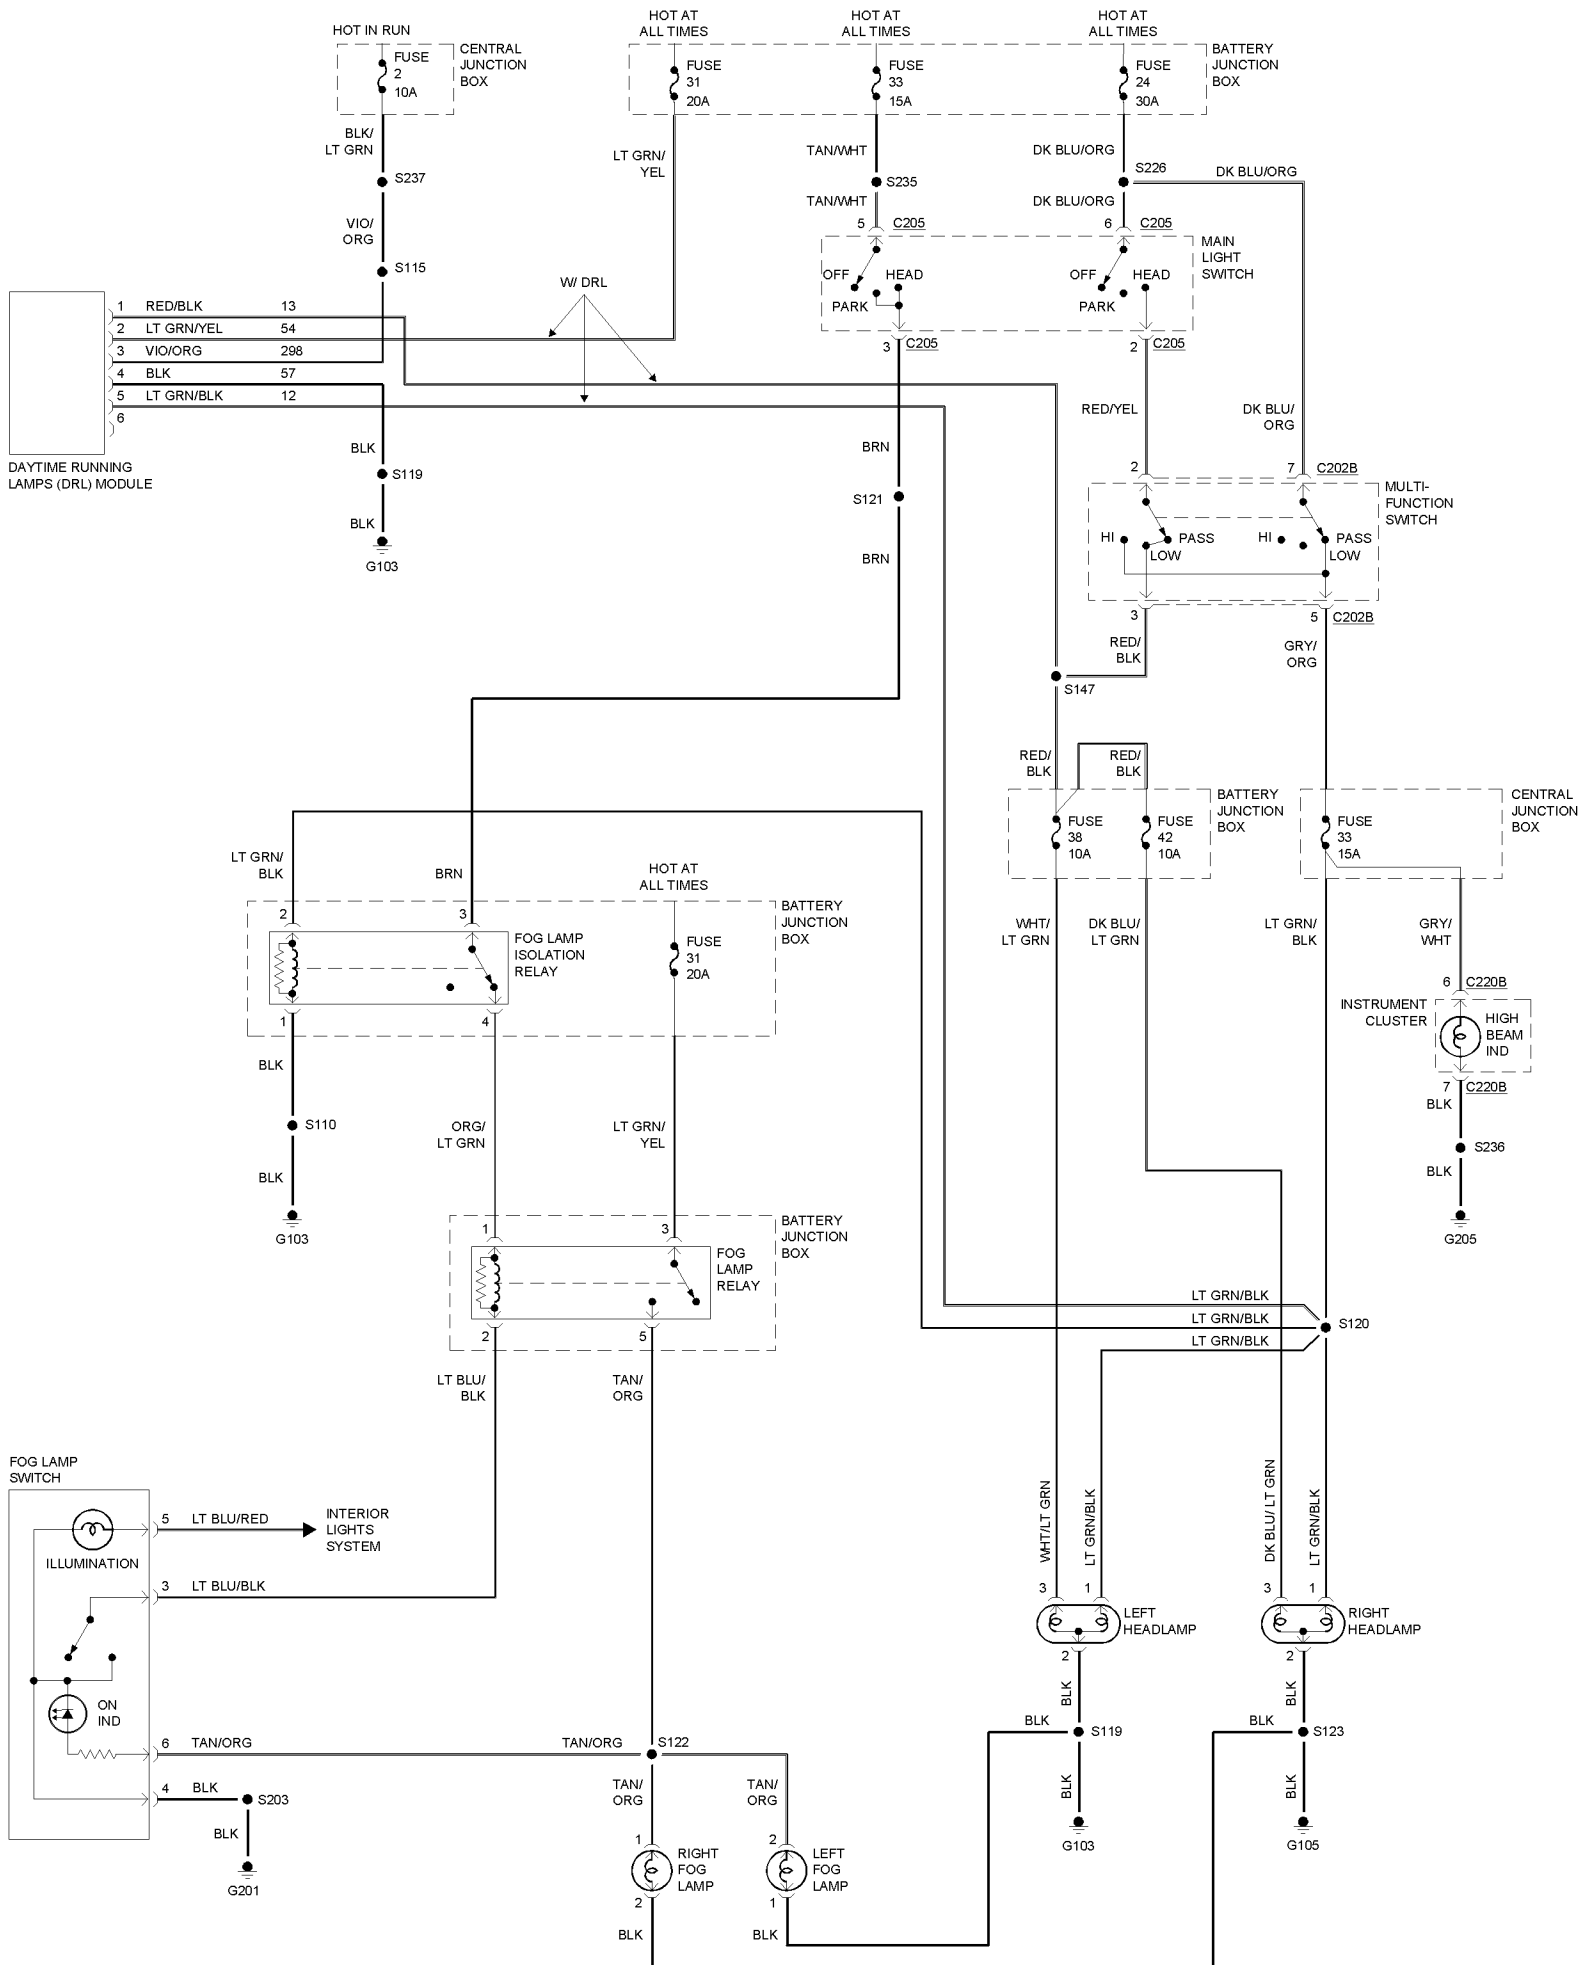 HOT IN RUN
HOT AT
ALL TIMES
HOT AT
ALL TIMES
HOT AT
ALL TIMES
FUSE
2
10A
CENTRAL
JUNCTION
BOX
FUSE
31
20A
FUSE
33
15A
FUSE
24
30A
BATTERY
JUNCTION
BOX
BLK/
LT GRN
LT GRN/
YEL
TAN/WHT
DK BLU/ORG
S237
S235
S226
DK BLU/ORG
TAN/WHT
DK BLU/ORG
VIO/
ORG
5
C205
6
C205
MAIN
LIGHT
SWITCH
S115
W/ DRL
OFF
HEAD
PARK
OFF
HEAD
PARK
1
RED/BLK
13
2
LT GRN/YEL
54
3
VIO/ORG
298
4
BLK
57
5
LT GRN/BLK
12
6
DAYTIME RUNNING
LAMPS (DRL) MODULE
3
C205
2
C205
RED/YEL
DK BLU/
ORG
BLK
S119
BLK
G103
BRN
S121
BRN
2
7
C202B
MULTI-
FUNCTION
SWITCH
HI
PASS
LOW
HI
PASS
LOW
3
5
C202B
RED/
BLK
GRY/
ORG
S147
RED/
BLK
RED/
BLK
FUSE
38
10A
FUSE
42
10A
BATTERY
JUNCTION
BOX
FUSE
33
15A
CENTRAL
JUNCTION
BOX
LT GRN/
BLK
BRN
HOT AT
ALL TIMES
2
3
BATTERY
JUNCTION
BOX
FOG LAMP
ISOLATION
RELAY
FUSE
31
20A
1
4
WHT/
LT GRN
DK BLU/
LT GRN
LT GRN/
BLK
GRY/
WHT
6
C220B
INSTRUMENT
CLUSTER
HIGH
BEAM
IND
7
C220B
BLK
S236
BLK
G205
BLK
S110
BLK
G103
ORG/
LT GRN
LT GRN/
YEL
1
3
BATTERY
JUNCTION
BOX
FOG
LAMP
RELAY
2
5
LT BLU/
BLK
TAN/
ORG
LT GRN/BLK
LT GRN/BLK
LT GRN/BLK
S120
FOG LAMP
SWITCH
5
LT BLU/RED
INTERIOR
LIGHTS
SYSTEM
ILLUMINATION
3
LT BLU/BLK
ON
IND
6
TAN/ORG
TAN/ORG
S122
4
BLK
S203
BLK
G201
TAN/
ORG
TAN/
ORG
1
RIGHT
FOG
LAMP
2
BLK
2
LEFT
FOG
LAMP
1
BLK
WHT/LT GRN
LT GRN/BLK
DK BLU/ LT GRN
LT GRN/BLK
3
1
LEFT
HEADLAMP
2
3
1
RIGHT
HEADLAMP
2
BLK
BLK
BLK
S119
BLK
S123
BLK
BLK
G103
G105